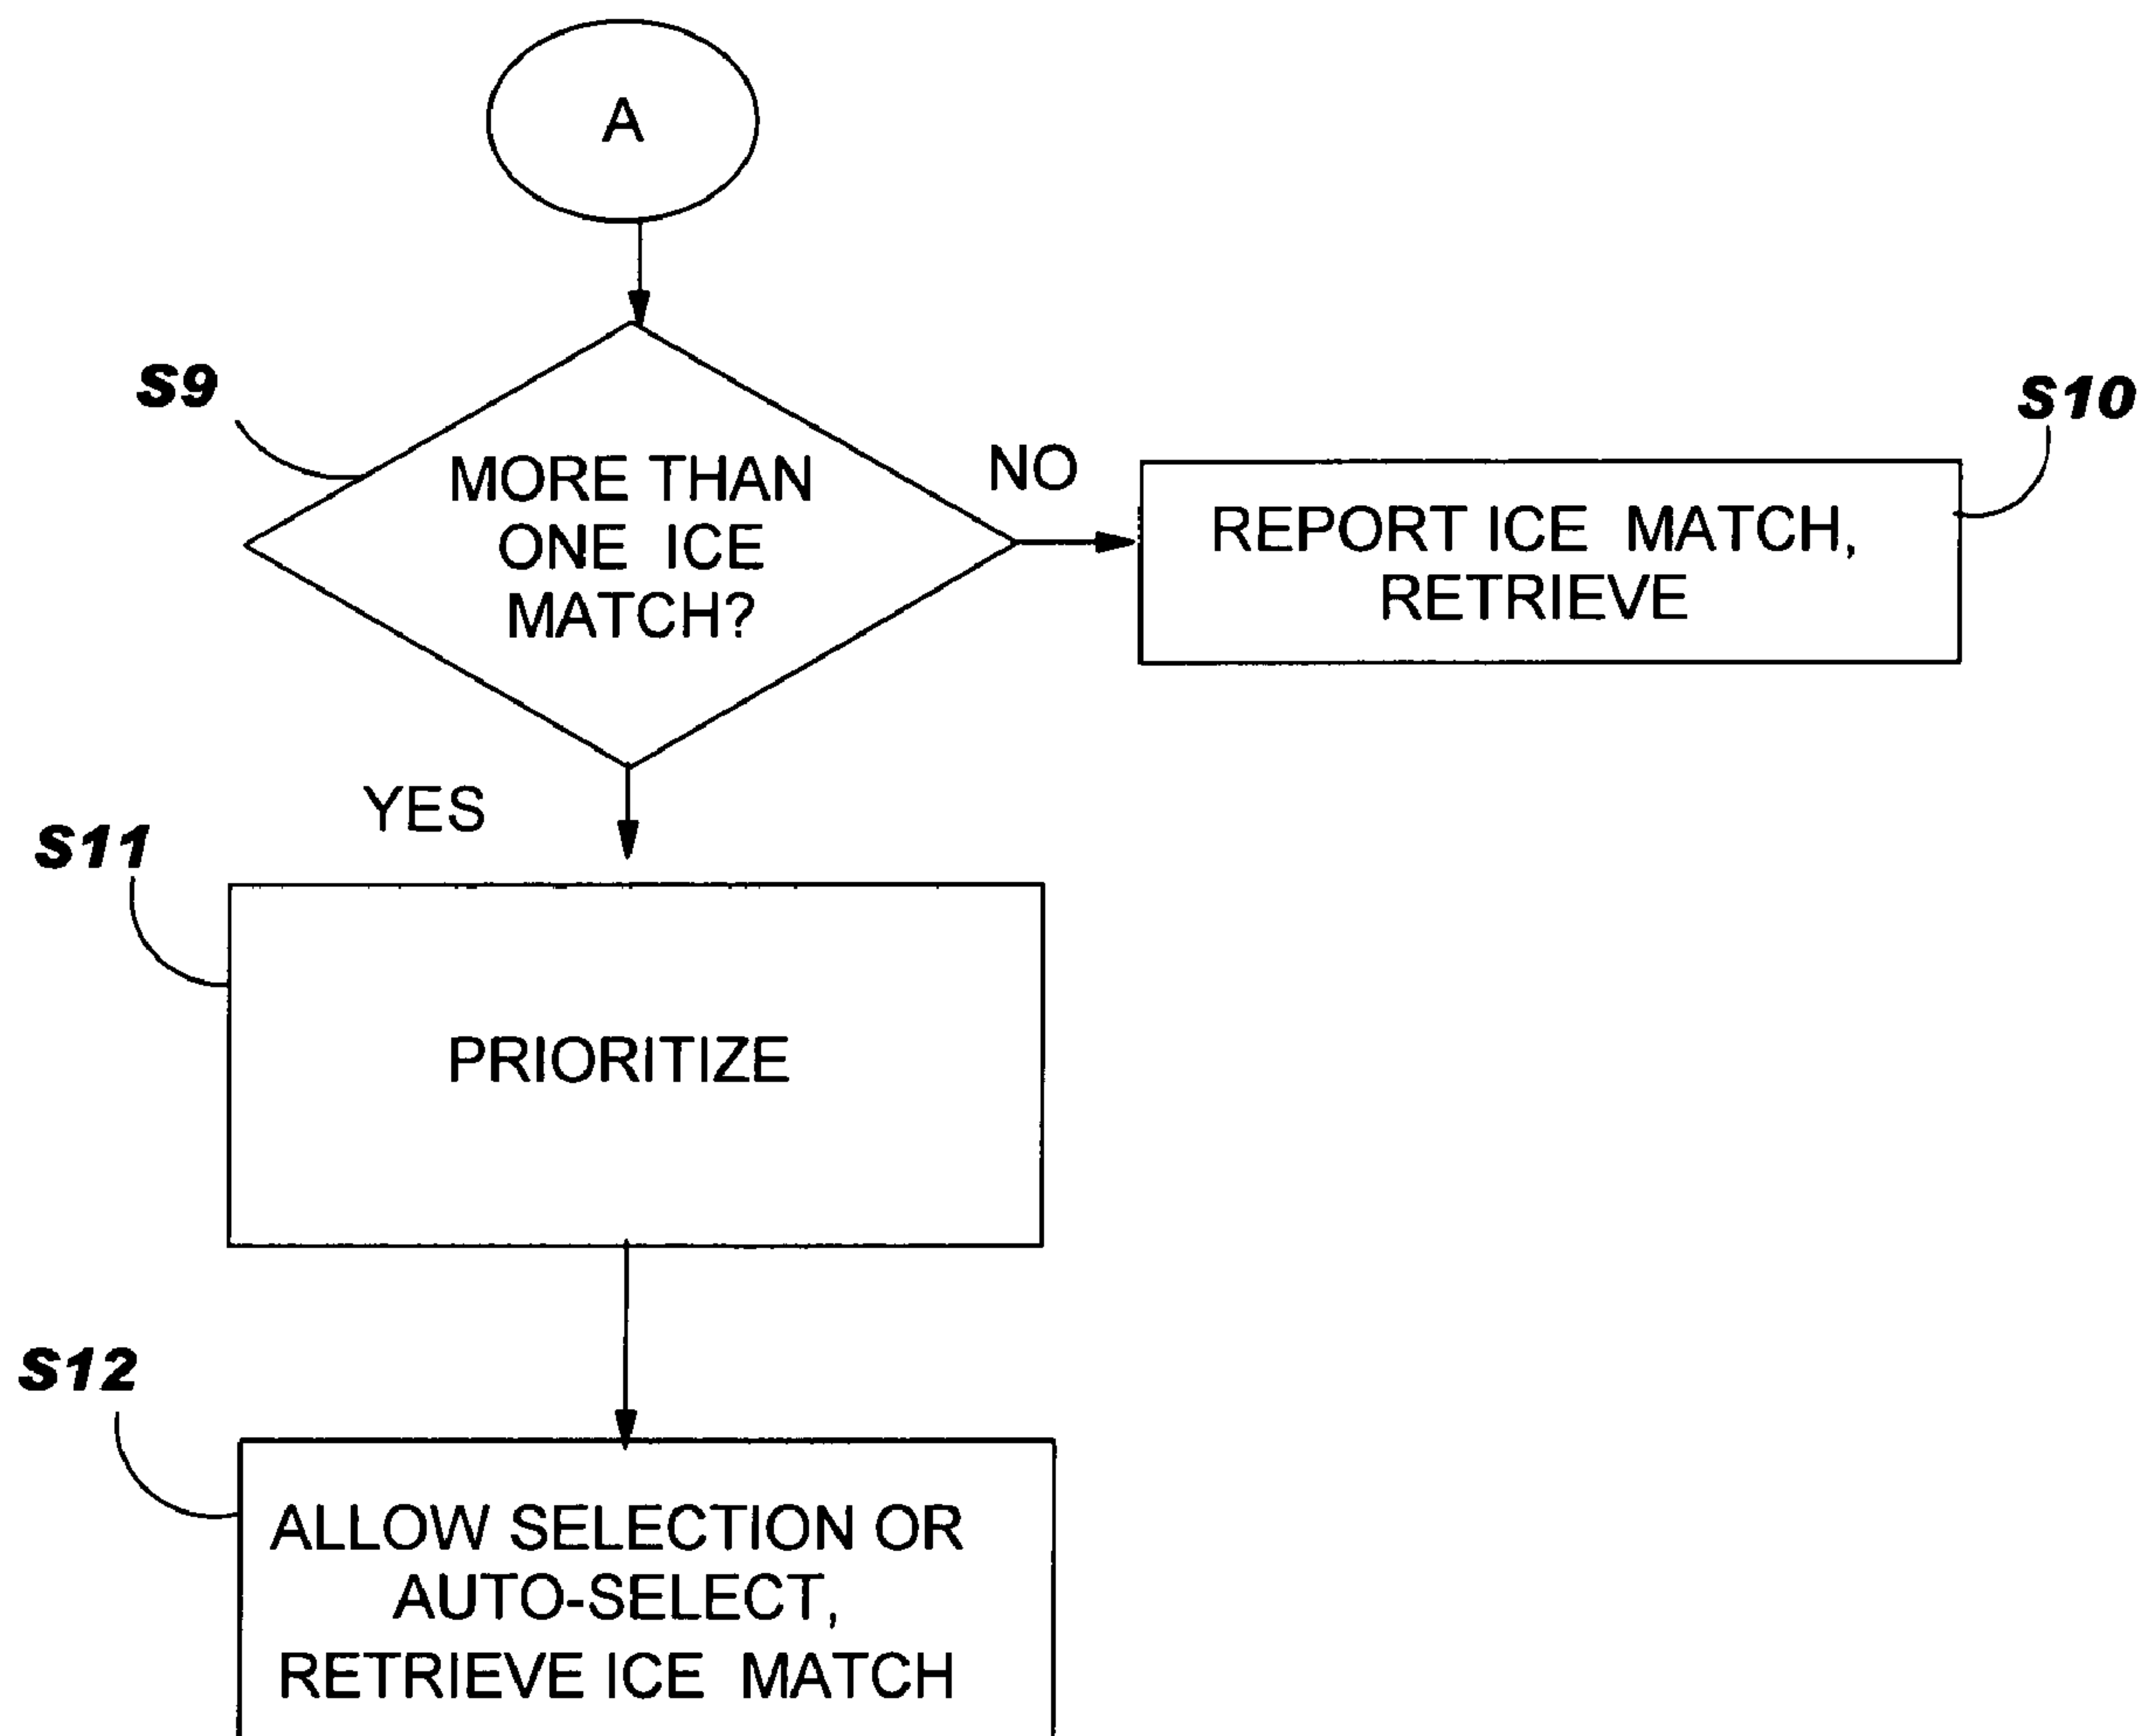 A
S9
MORE THAN
ONE ICE
MATCH?
NO
S10
REPORT ICE MATCH,
RETRIEVE
YES
S11
PRIORITIZE
S12
ALLOW SELECTION OR
AUTO-SELECT,
RETRIEVE ICE MATCH